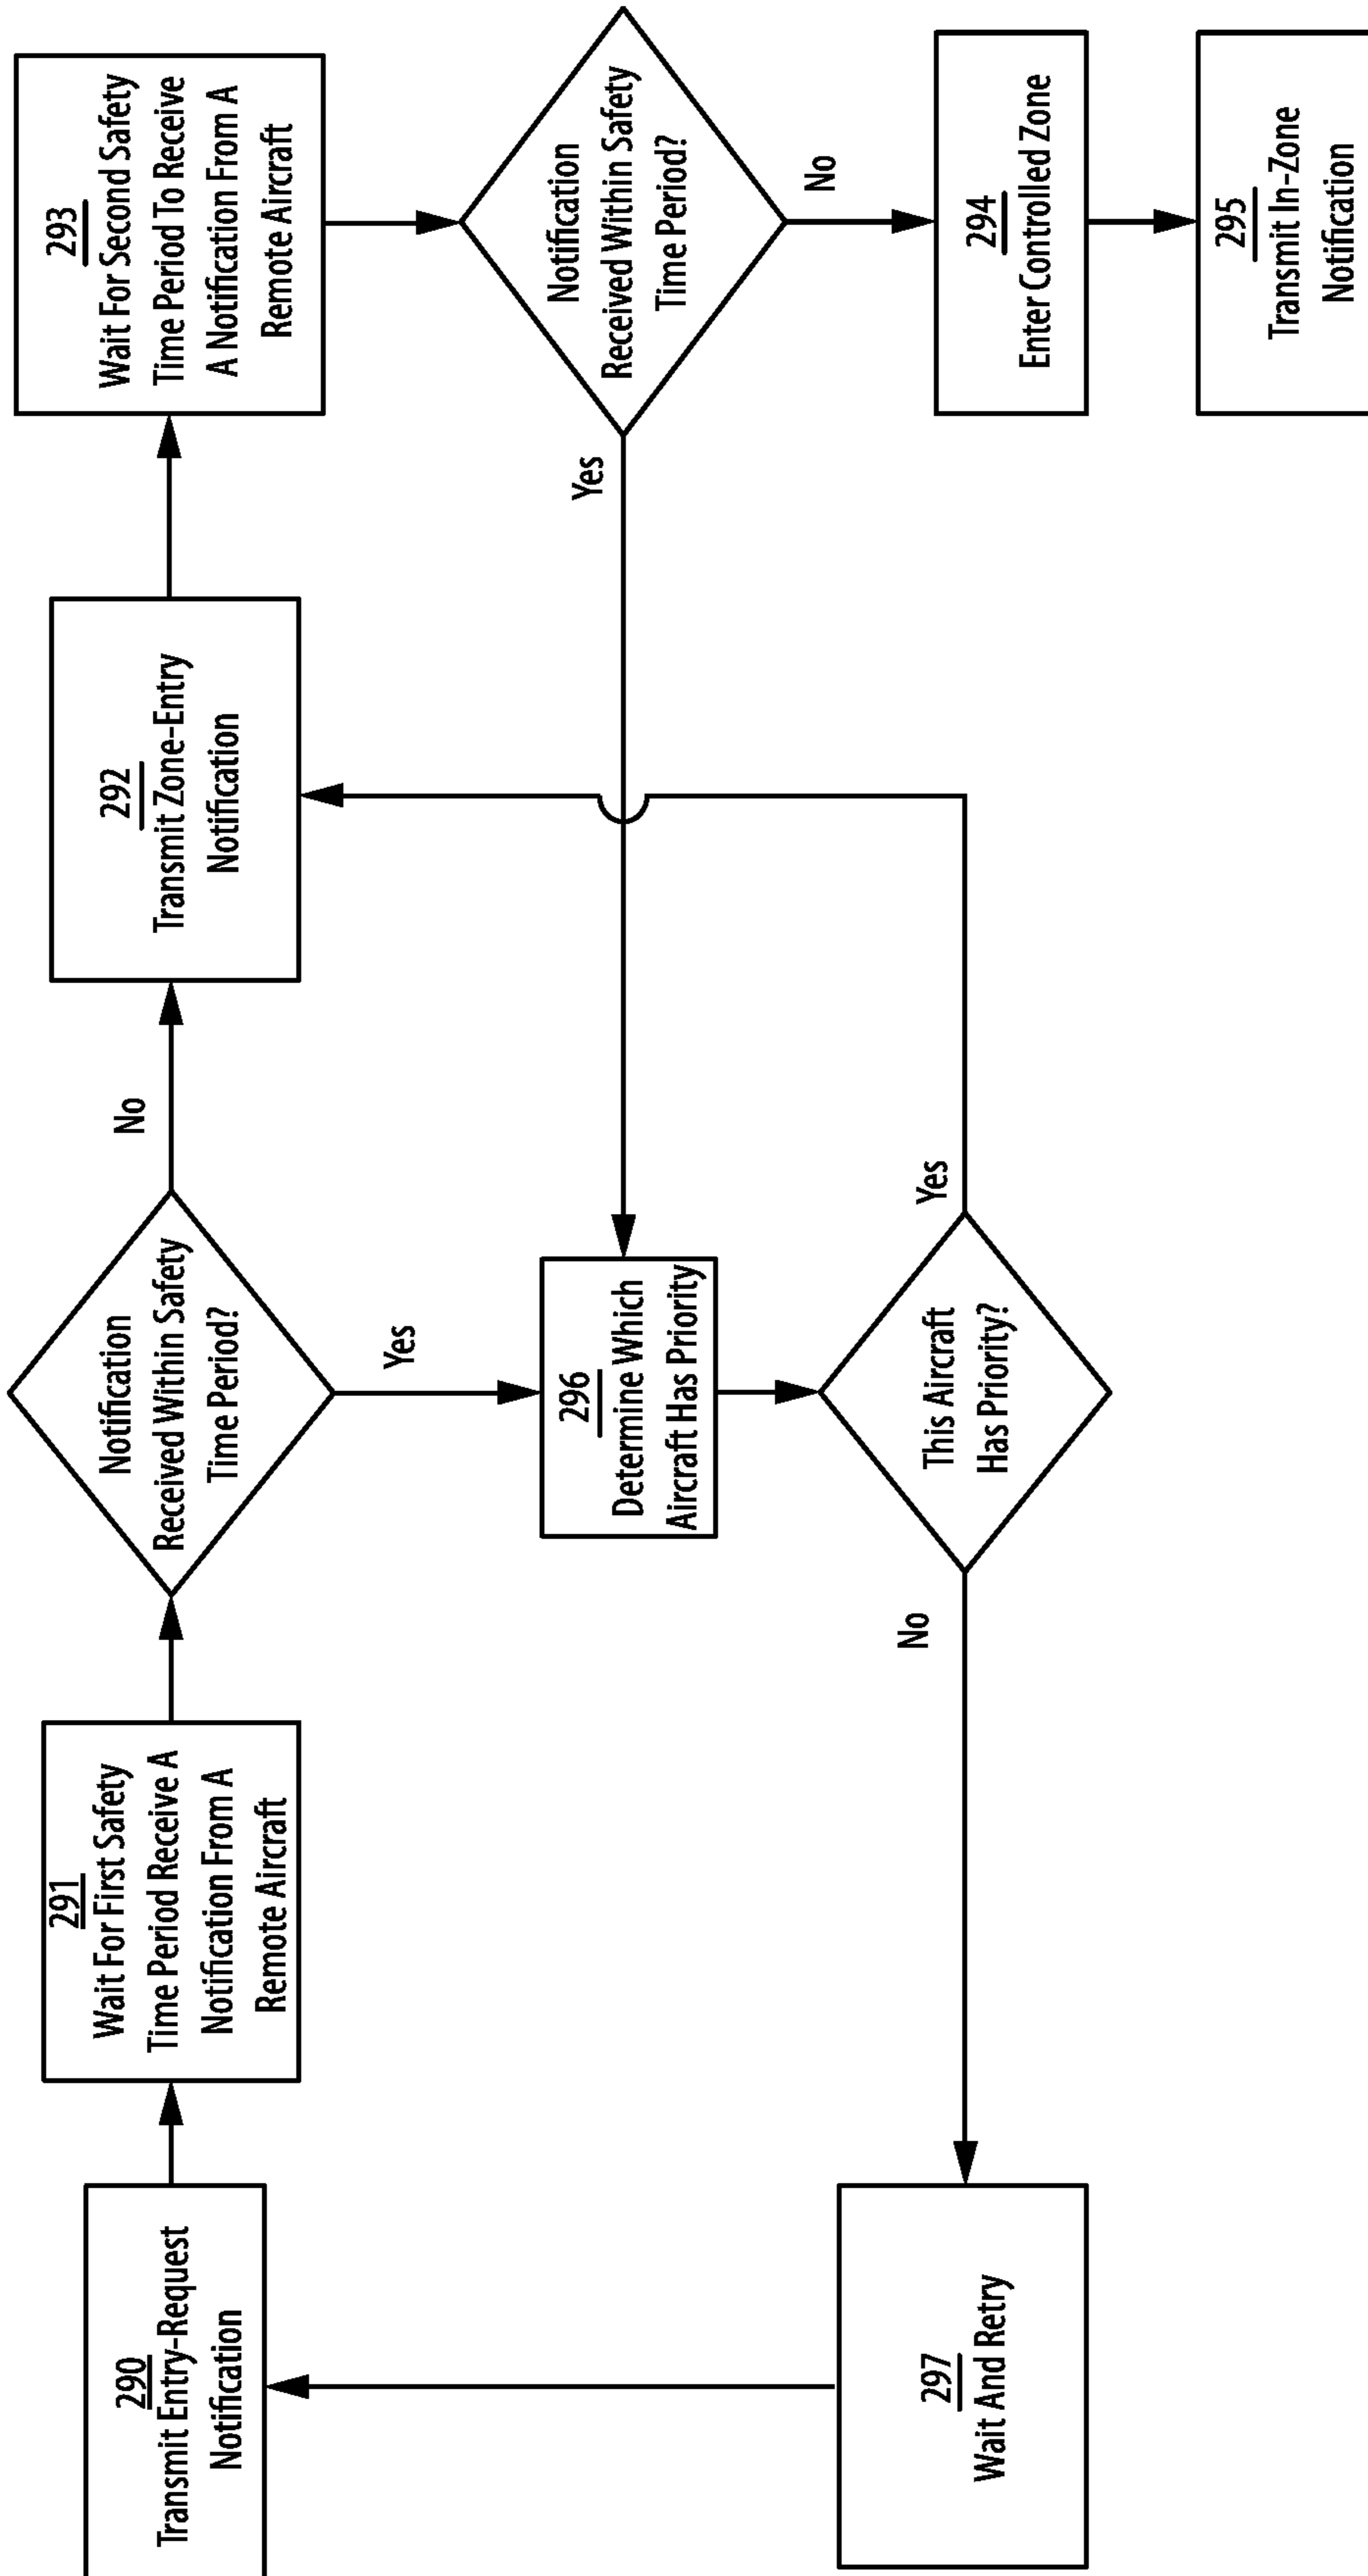 290
Transmit Entry-Request
Notification
291
Wait For First Safety
Time Period Receive A
Notification From A
Remote Aircraft
Notification
Received Within Safety
Time Period?
No
Yes
292
Transmit Zone-Entry
Notification
293
Wait For Second Safety
Time Period To Receive
A Notification From A
Remote Aircraft
Notification
Received Within Safety
Time Period?
Yes
No
294
Enter Controlled Zone
295
Transmit In-Zone
Notification
296
Determine Which
Aircraft Has Priority
This Aircraft
Has Priority?
Yes
No
297
Wait And Retry